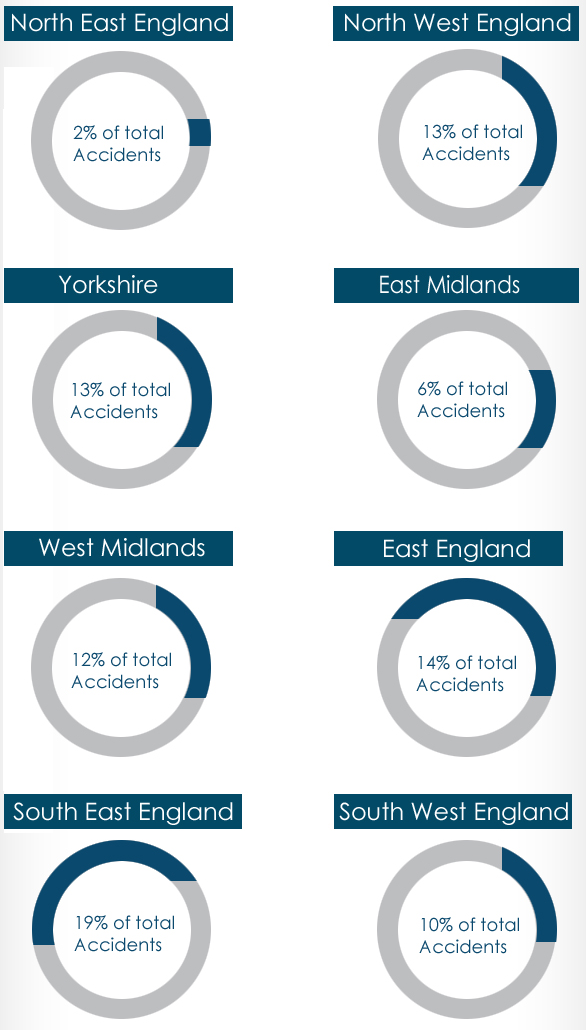 North East England
2% of total
Accidents
North West England
13% of total
Accidents
Yorkshire
13% of total
Accidents
East Midlands
6% of total
Accidents
West Midlands
12% of total
Accidents
East England
14% of total
Accidents
South East England
19% of total
Accidents
South West England
10% of total
Accidents